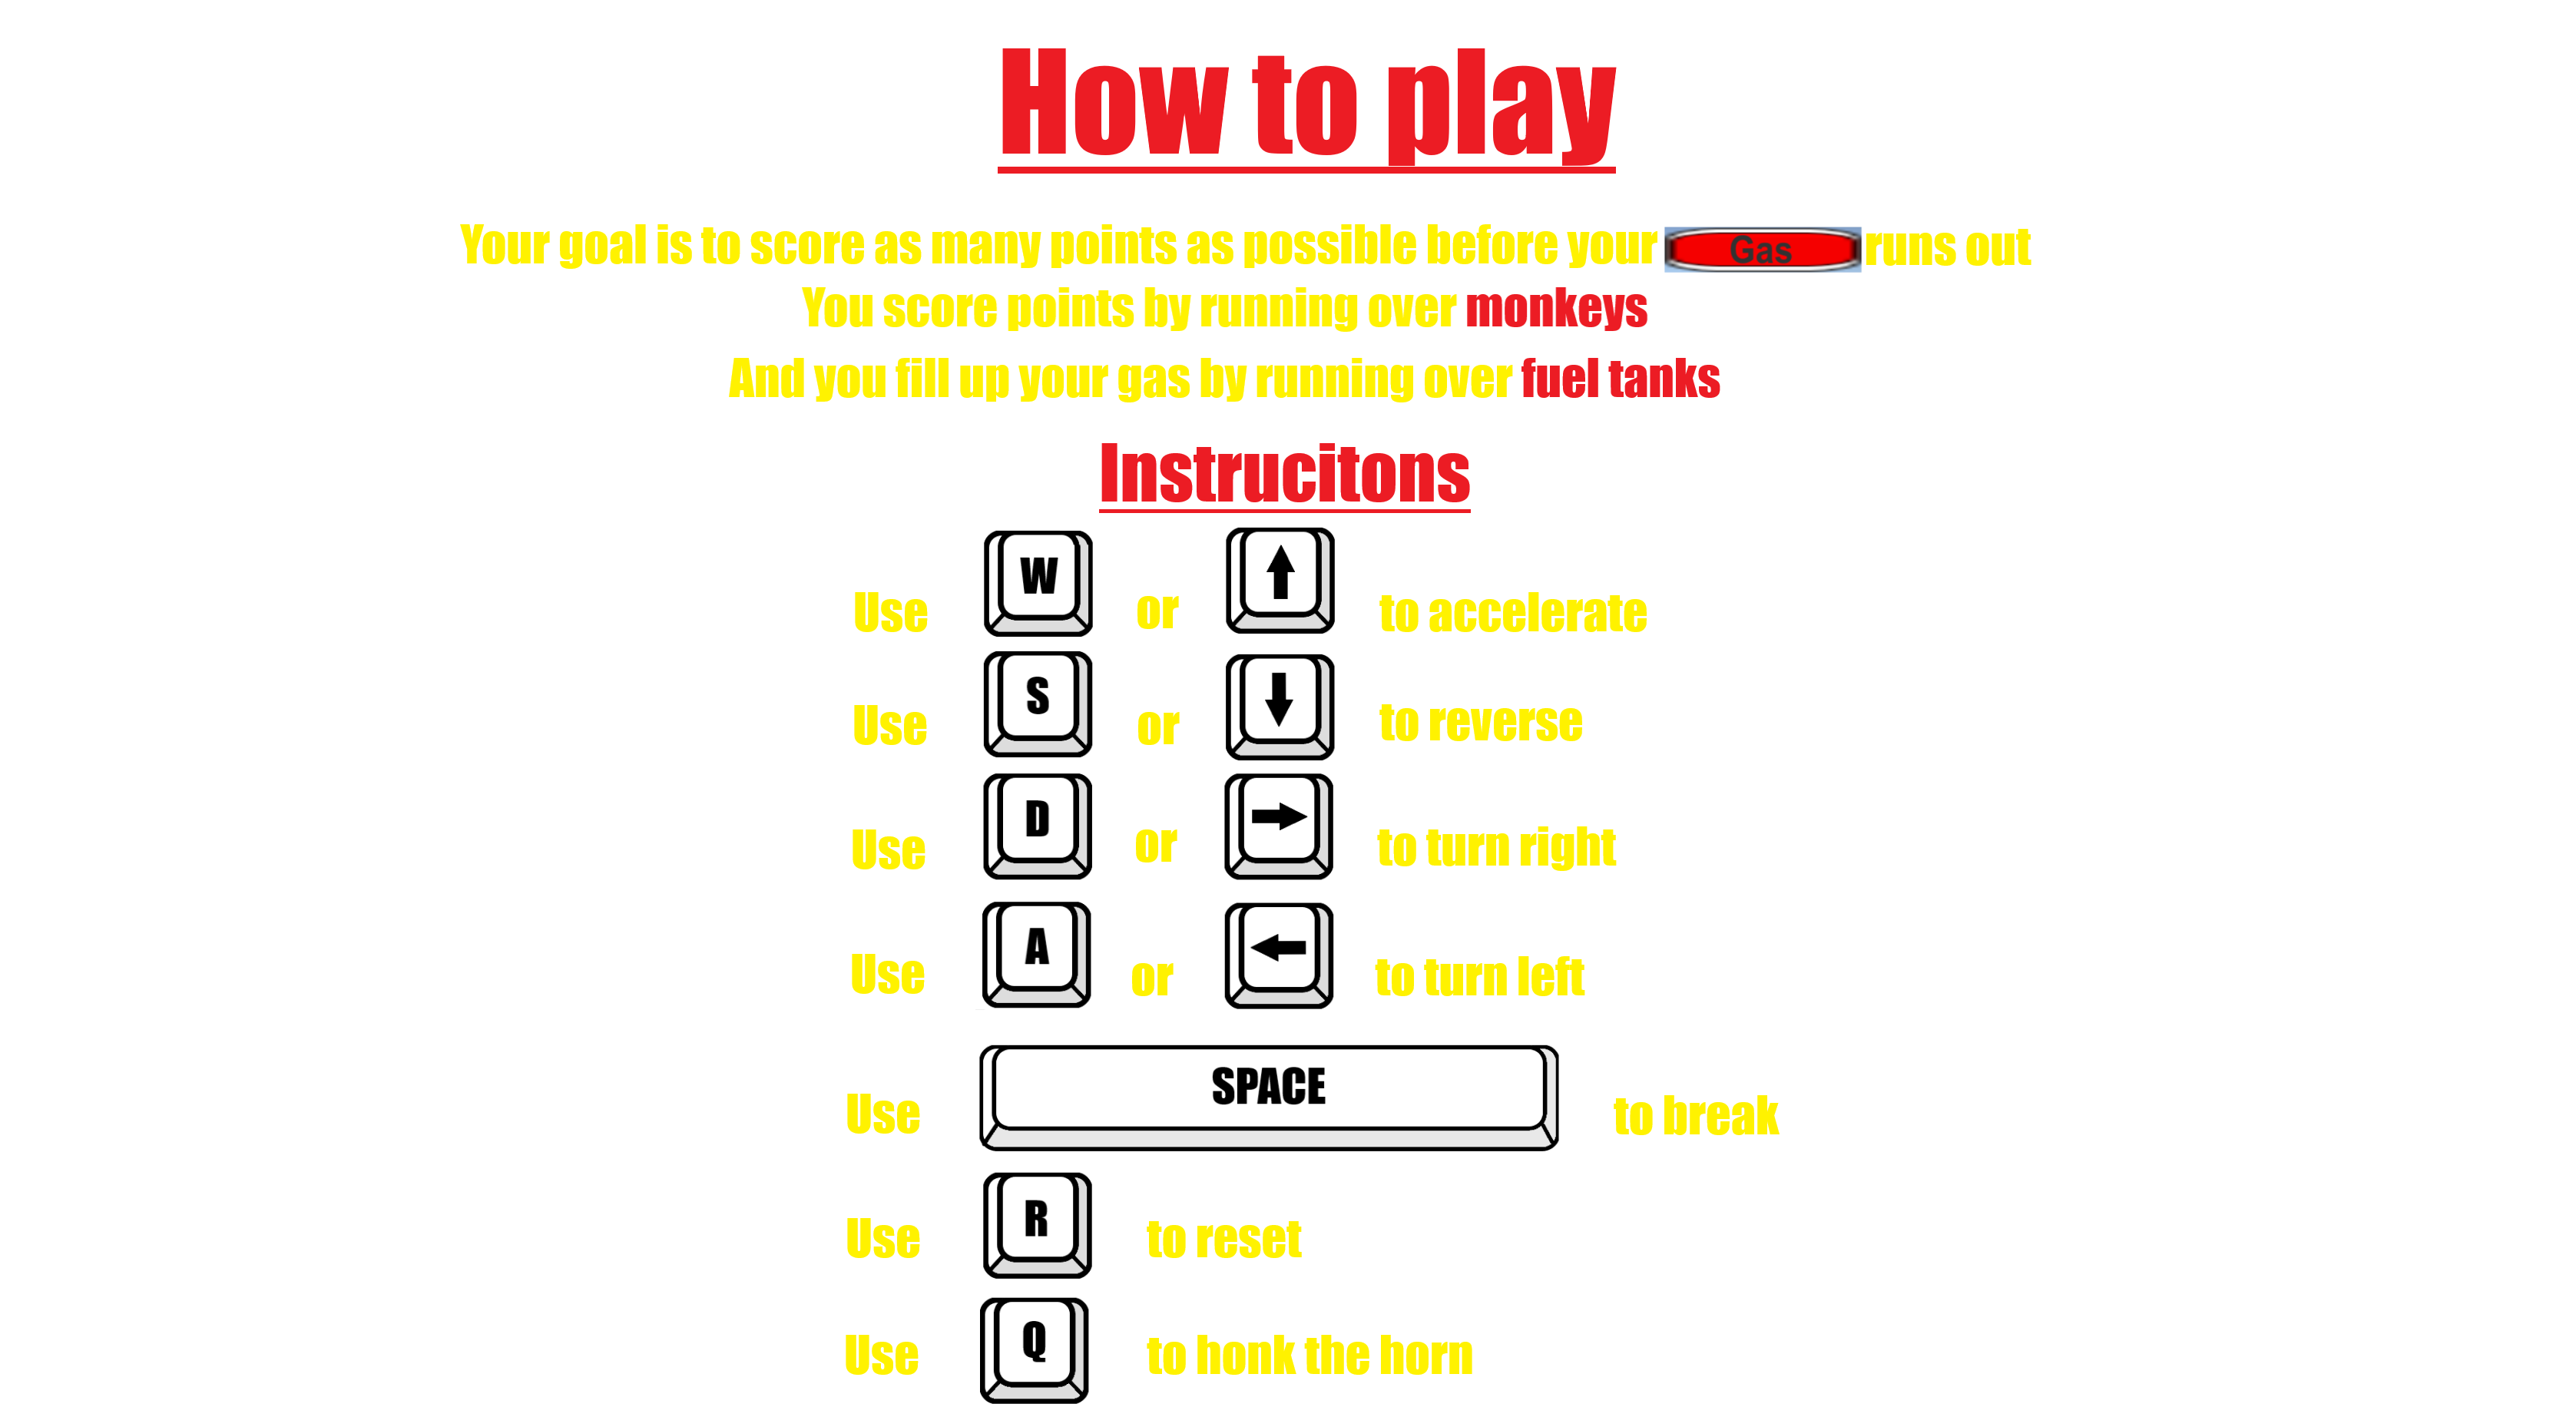 How to play
Your goal is to score as many points as possible before your Gas runs out
You score points by running over monkeys
And you fill up your gas by running over fuel tanks
Instrucitons
Use W or ↑ to accelerate
Use S or ↓ to reverse
Use D or → to turn right
Use A or ← to turn left
Use SPACE to break
Use R to reset
Use Q to honk the horn